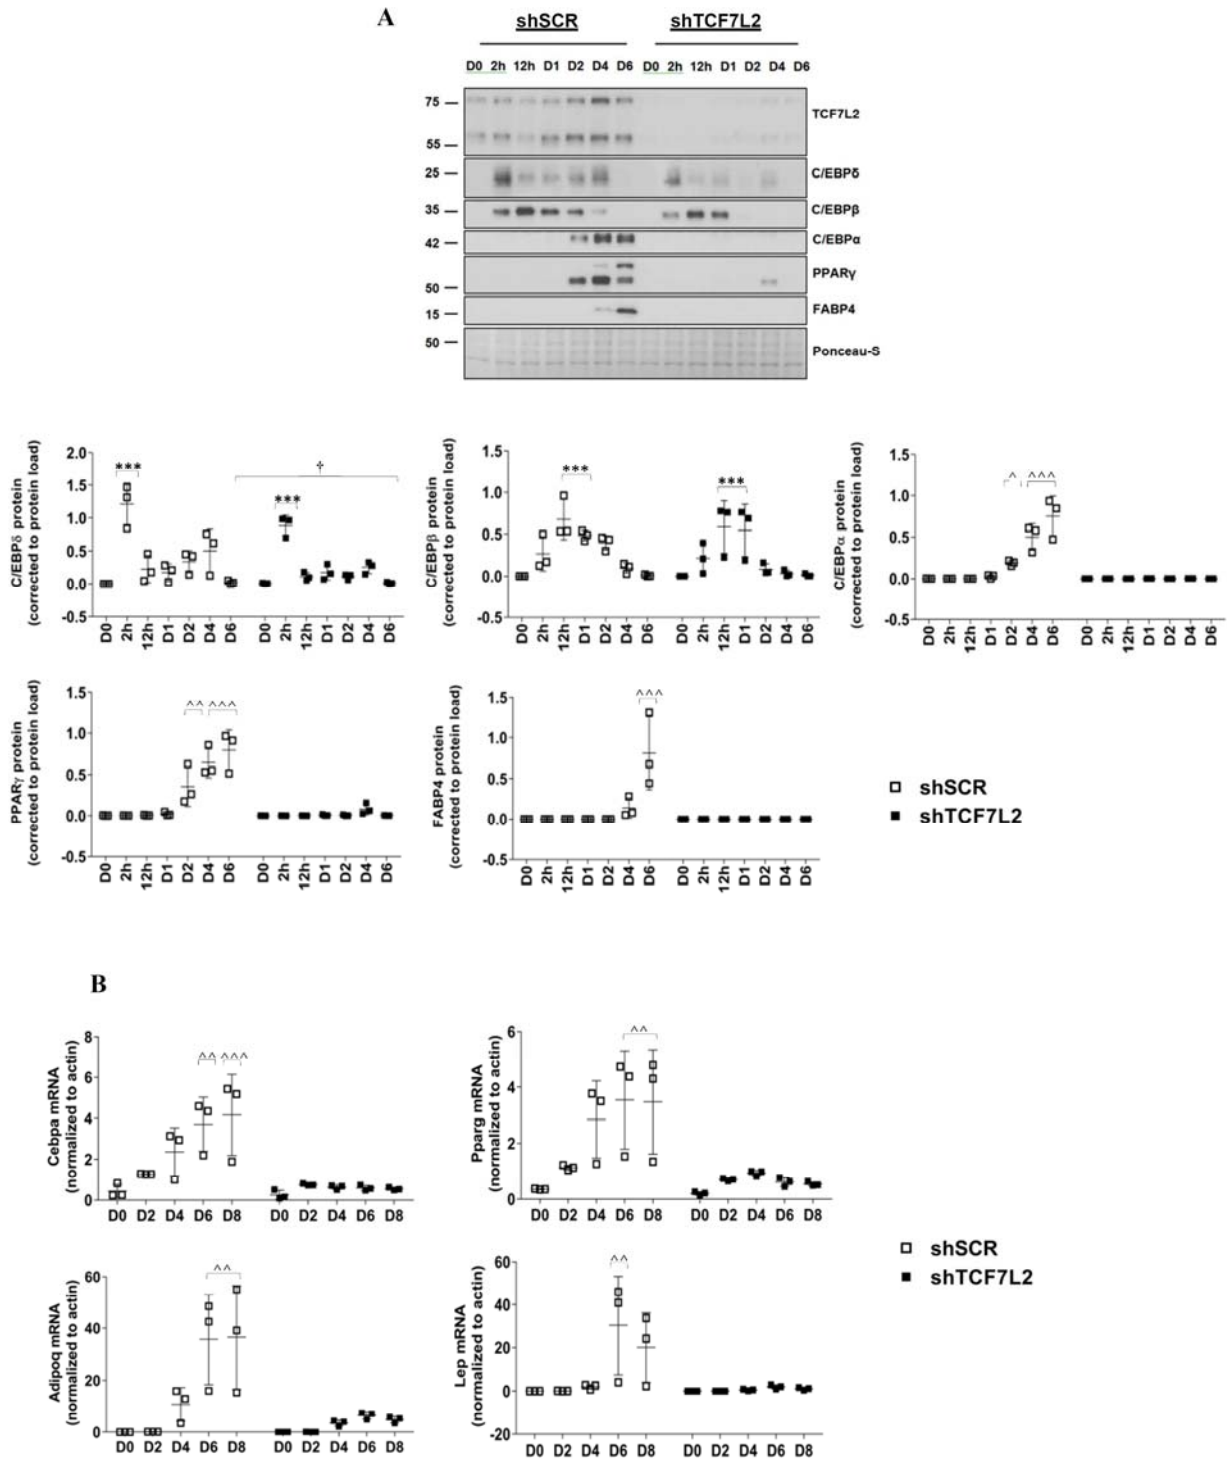 A
shSCR shTCF7L2
D0 2h 12h D1 D2 D4 D6 D0 2h 12h D1 D2 D4 D6
75
TCF7L2
55
25
C/EBPδ
35
C/EBPβ
42
C/EBPα
PPARγ
50
15
FABP4
50
Ponceau-S
C/EBPδ protein
(corrected to protein load)
2.0
1.5
1.0
0.5
0.0
-0.5
***
***
†
D0 2h 12h D1 D2 D4 D6 D0 2h 12h D1 D2 D4 D6
C/EBPβ protein
(corrected to protein load)
1.5
1.0
0.5
0.0
-0.5
***
***
D0 2h 12h D1 D2 D4 D6 D0 2h 12h D1 D2 D4 D6
C/EBPα protein
(corrected to protein load)
1.5
1.0
0.5
0.0
-0.5
^ ^^^
D0 2h 12h D1 D2 D4 D6 D0 2h 12h D1 D2 D4 D6
PPARγ protein
(corrected to protein load)
1.5
1.0
0.5
0.0
-0.5
^^ ^^^
D0 2h 12h D1 D2 D4 D6 D0 2h 12h D1 D2 D4 D6
FABP4 protein
(corrected to protein load)
1.5
1.0
0.5
0.0
-0.5
^^^
D0 2h 12h D1 D2 D4 D6 D0 2h 12h D1 D2 D4 D6
shSCR
shTCF7L2
B
Cebpa mRNA
(normalized to actin)
8
6
4
2
0
^^ ^^^
D0 D2 D4 D6 D8 D0 D2 D4 D6 D8
Pparg mRNA
(normalized to actin)
6
4
2
0
^^
D0 D2 D4 D6 D8 D0 D2 D4 D6 D8
Adipoq mRNA
(normalized to actin)
60
40
20
0
^^
D0 D2 D4 D6 D8 D0 D2 D4 D6 D8
Lep mRNA
(normalized to actin)
60
40
20
0
-20
^^
D0 D2 D4 D6 D8 D0 D2 D4 D6 D8
shSCR
shTCF7L2